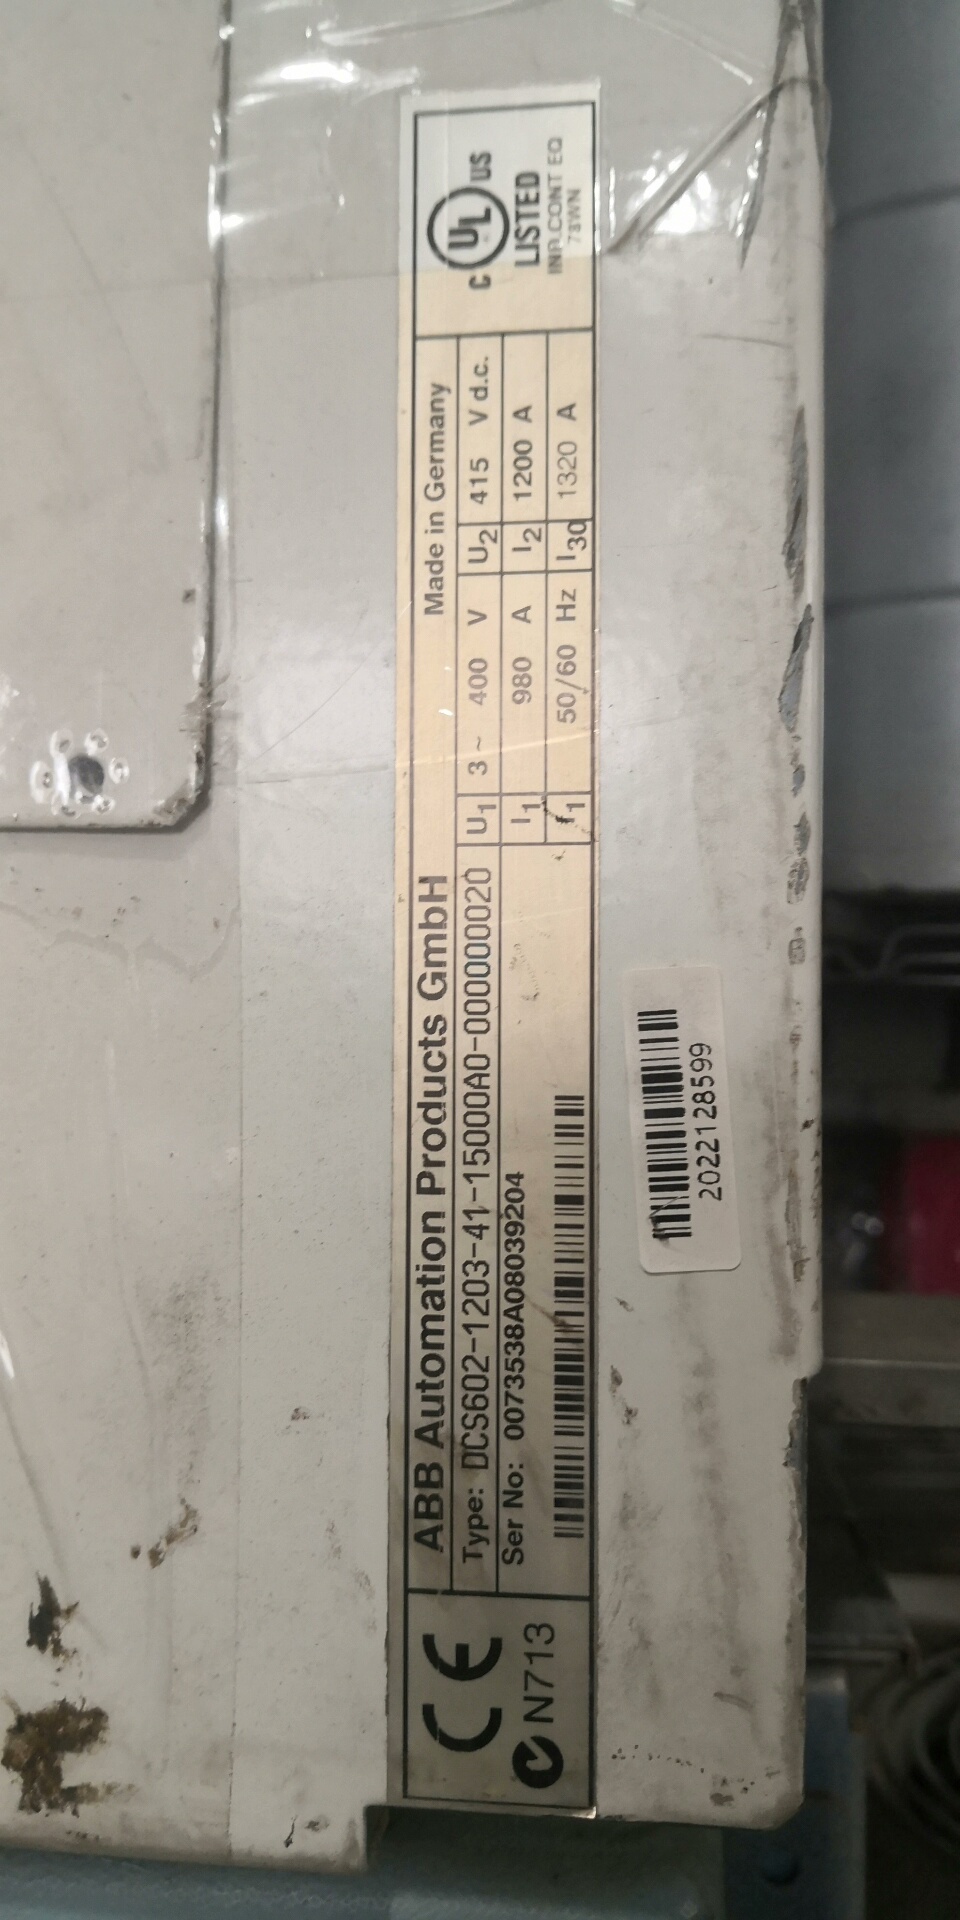 ABB Automation Products GmbH Made in Germany
Type: DCS602-1203-41-15000A0-000000020
Ser No: 0073538A08039204
U1 3~ 400 V U2 415 V d.c.
I1 980 A I2 1200 A
f1 50/60 Hz I30 1320 A
CE
N713
C UL US
LISTED
IND.CONT EQ
78WN
2022128599